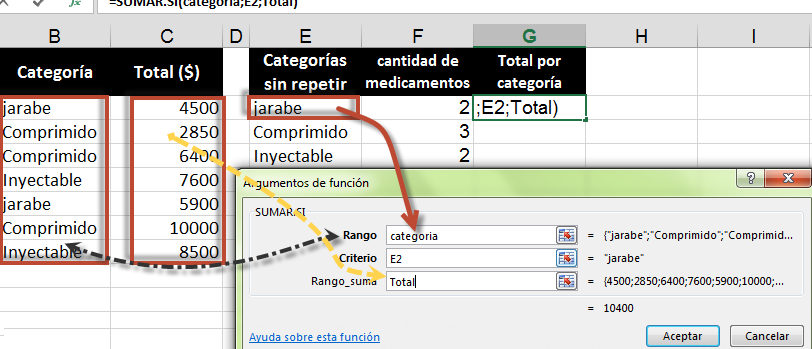 =SUMAR.SI(categoria;E2;Total)
B C D E F G H I
Categoría Total ($) Categorías sin repetir cantidad de medicamentos Total por categoría
jarabe 4500 jarabe 2 ;E2;Total)
Comprimido 2850 Comprimido 3
Comprimido 6400 Inyectable 2
Inyectable 7600
jarabe 5900
Comprimido 10000
Inyectable 8500
Argumentos de función
SUMAR.SI
Rango categoria = {"jarabe";"Comprimido";"Comprimid...
Criterio E2 = "jarabe"
Rango_suma Total = {4500;2850;6400;7600;5900;10000;...
= 10400
Ayuda sobre esta función
Aceptar Cancelar